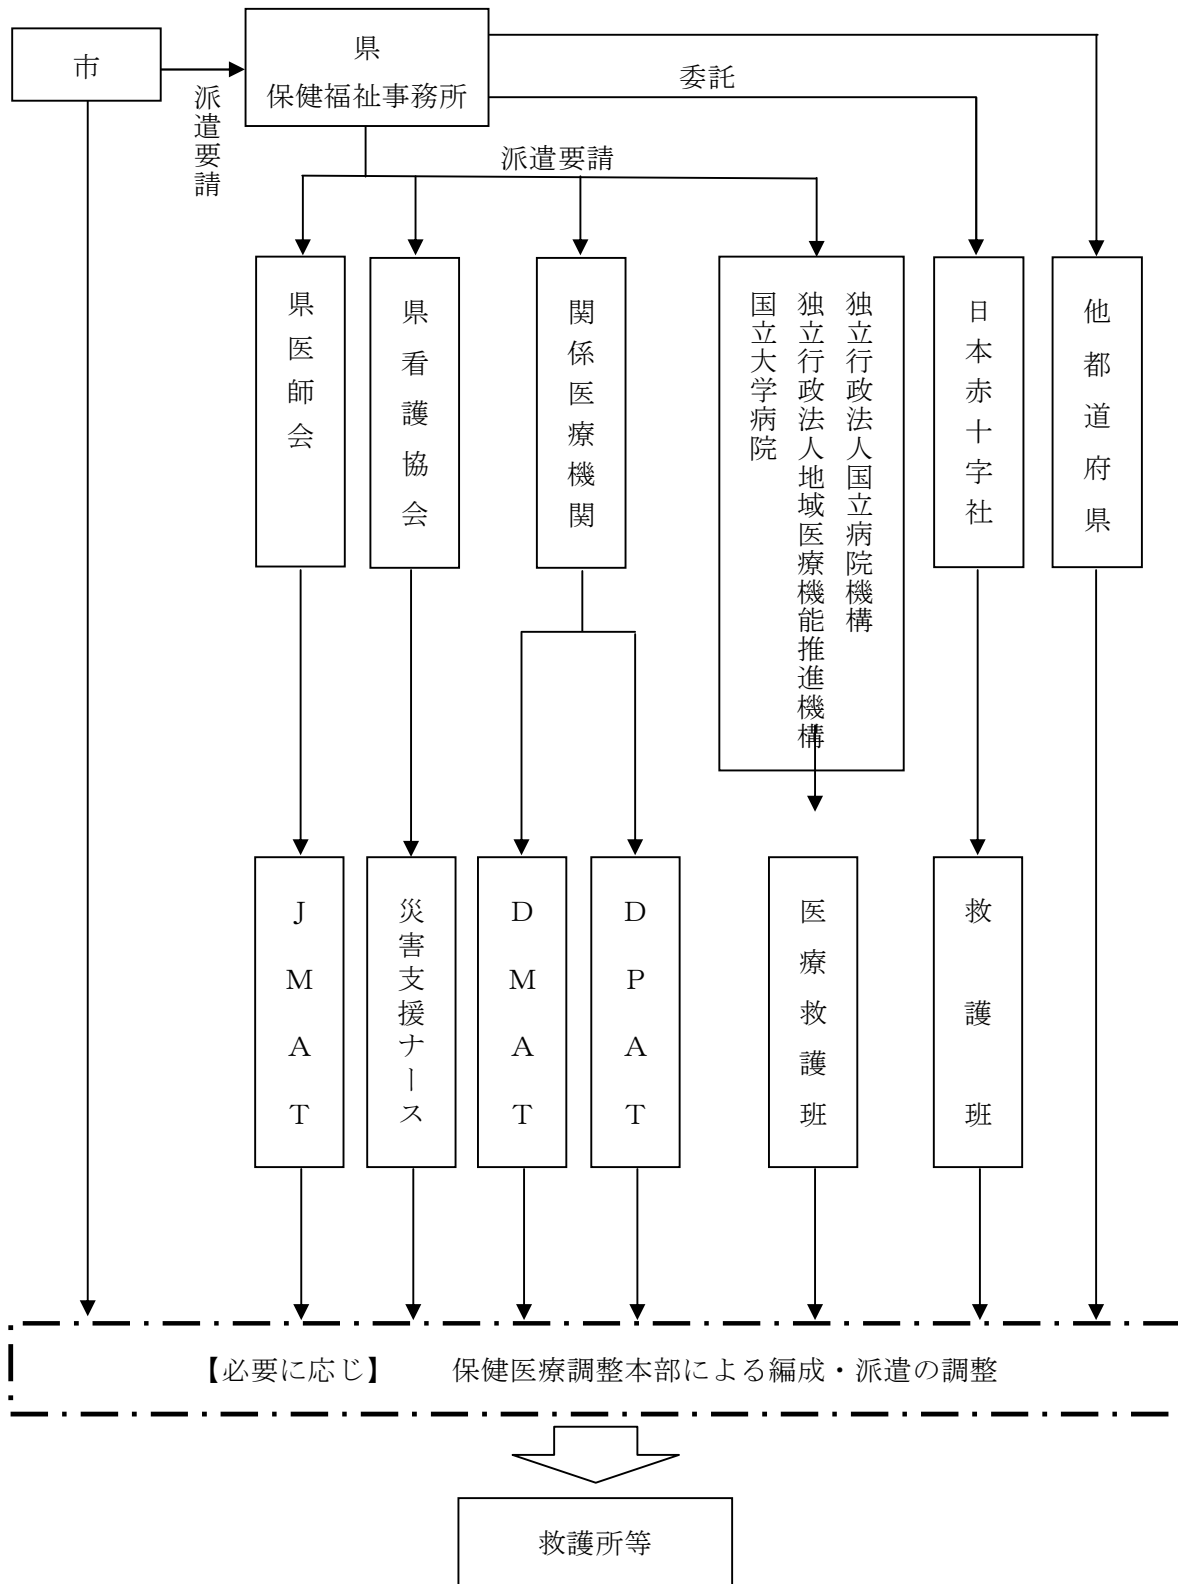 市
県
保健福祉事務所
派遣要請
委託
派遣要請
県医師会
県看護協会
関係医療機関
独立行政法人国立病院機構
独立行政法人地域医療機能推進機構
国立大学病院
日本赤十字社
他都道府県
JMAT
災害支援ナース
DMAT
DPAT
医療救護班
救護班
【必要に応じ】　保健医療調整本部による編成・派遣の調整
救護所等